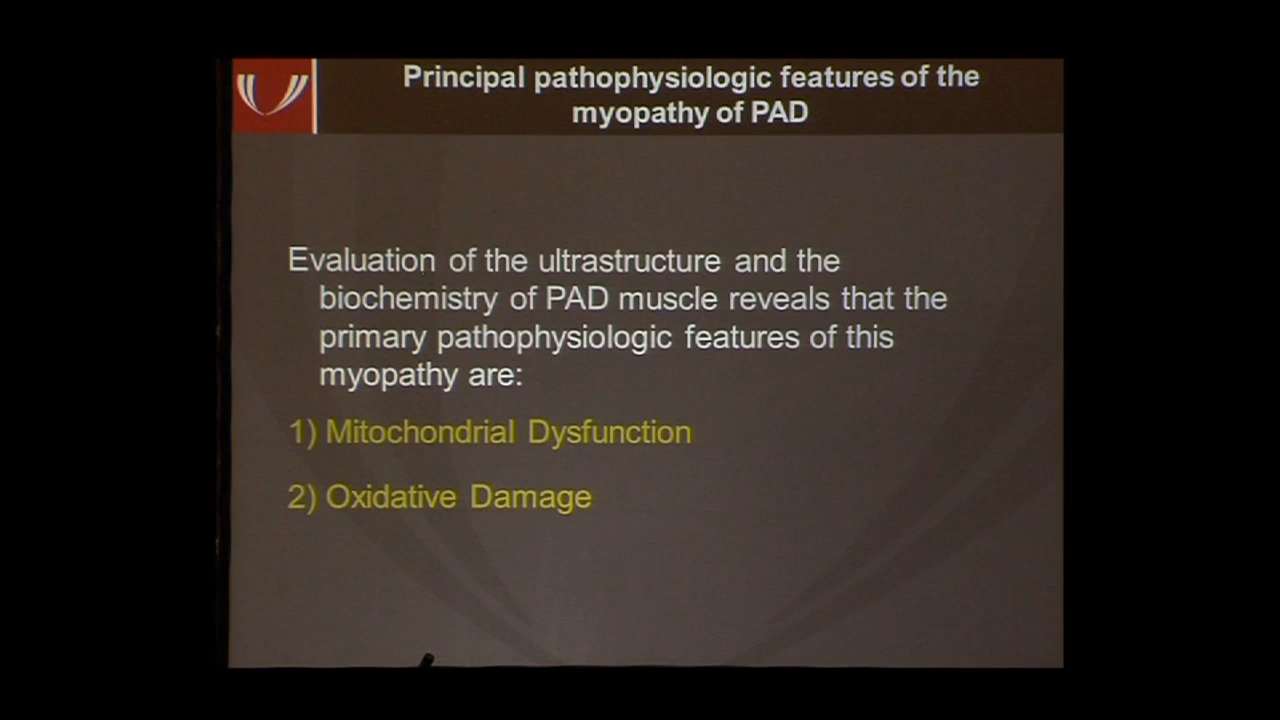 Principal pathophysiologic features of the
myopathy of PAD
Evaluation of the ultrastructure and the
biochemistry of PAD muscle reveals that the
primary pathophysiologic features of this
myopathy are:
1) Mitochondrial Dysfunction
2) Oxidative Damage